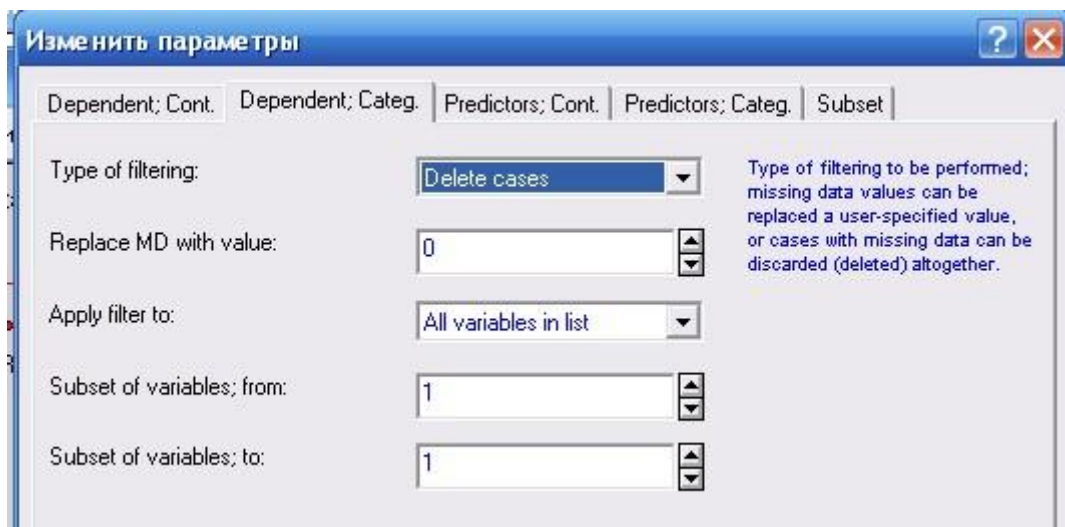 Изменить параметры
Dependent; Cont. Dependent; Categ. Predictors; Cont. Predictors; Categ. Subset
Type of filtering:
Delete cases
Type of filtering to be performed;
missing data values can be
replaced a user-specified value,
or cases with missing data can be
discarded (deleted) altogether.
Replace MD with value:
0
Apply filter to:
All variables in list
Subset of variables; from:
1
Subset of variables; to:
1